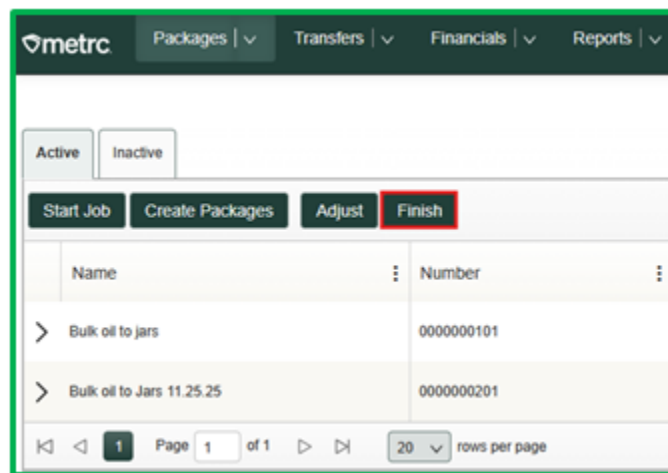 metrc Packages Transfers Financials Reports
Active Inactive
Start Job Create Packages Adjust Finish
Name Number
Bulk oil to jars 0000000101
Bulk oil to Jars 11.25.25 0000000201
1 Page 1 of 1 20 rows per page